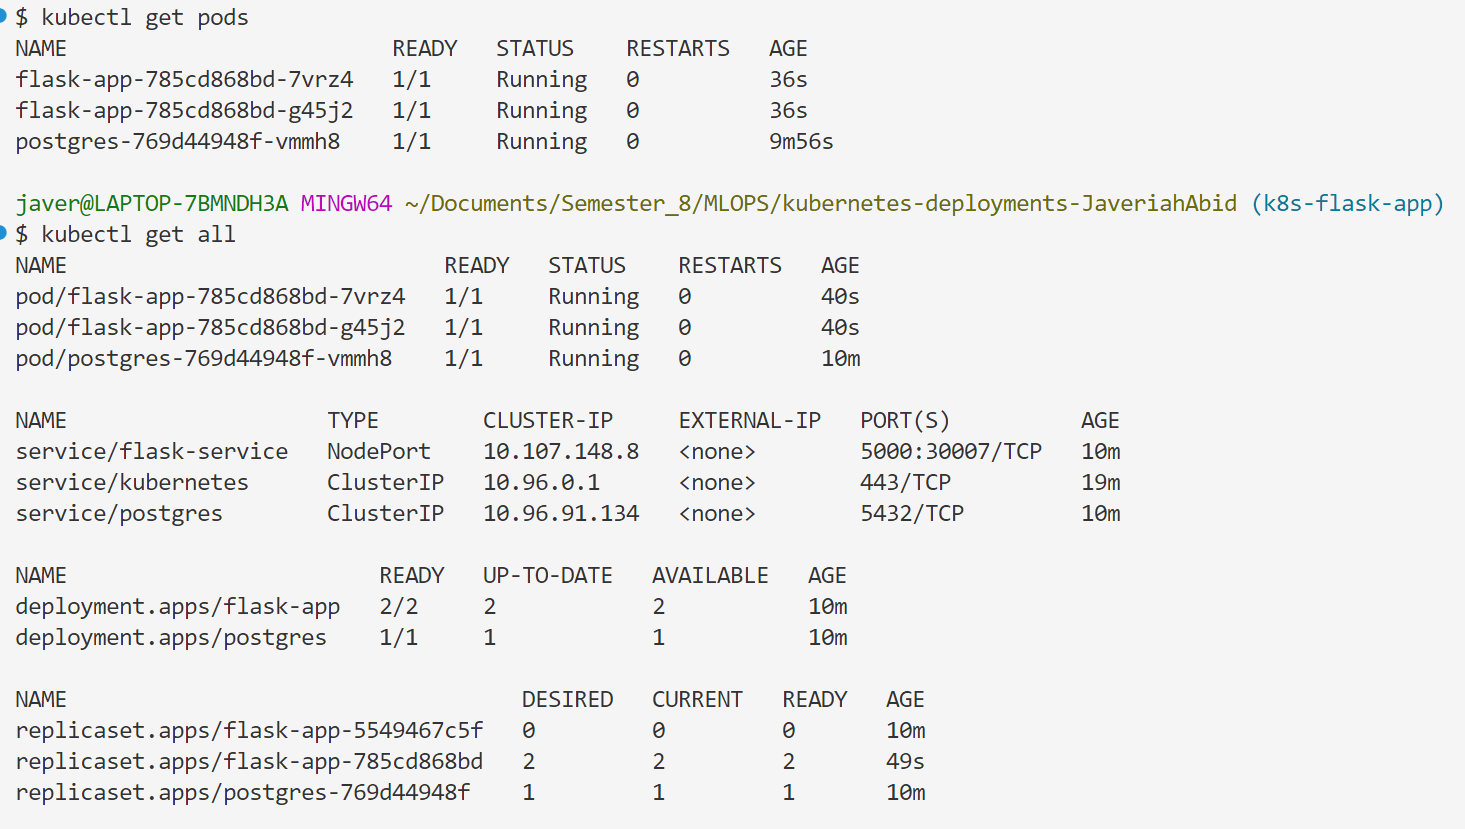 $ kubectl get pods
NAME READY STATUS RESTARTS AGE
flask-app-785cd868bd-7vrz4 1/1 Running 0 36s
flask-app-785cd868bd-g45j2 1/1 Running 0 36s
postgres-769d44948f-vmmh8 1/1 Running 0 9m56s
javer@LAPTOP-7BMNDH3A MINGW64 ~/Documents/Semester_8/MLOPS/kubernetes-deployments-JaveriahAbid (k8s-flask-app)
$ kubectl get all
NAME READY STATUS RESTARTS AGE
pod/flask-app-785cd868bd-7vrz4 1/1 Running 0 40s
pod/flask-app-785cd868bd-g45j2 1/1 Running 0 40s
pod/postgres-769d44948f-vmmh8 1/1 Running 0 10m
NAME TYPE CLUSTER-IP EXTERNAL-IP PORT(S) AGE
service/flask-service NodePort 10.107.148.8 <none> 5000:30007/TCP 10m
service/kubernetes ClusterIP 10.96.0.1 <none> 443/TCP 19m
service/postgres ClusterIP 10.96.91.134 <none> 5432/TCP 10m
NAME READY UP-TO-DATE AVAILABLE AGE
deployment.apps/flask-app 2/2 2 2 10m
deployment.apps/postgres 1/1 1 1 10m
NAME DESIRED CURRENT READY AGE
replicaset.apps/flask-app-5549467c5f 0 0 0 10m
replicaset.apps/flask-app-785cd868bd 2 2 2 49s
replicaset.apps/postgres-769d44948f 1 1 1 10m